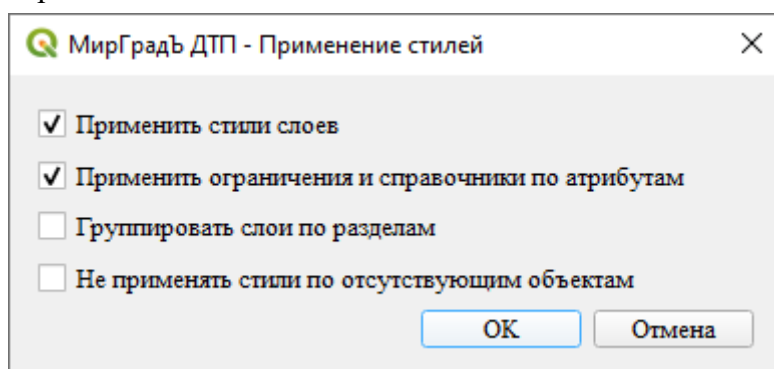 МирГрадЪ ДТП - Применение стилей
Применить стили слоев
Применить ограничения и справочники по атрибутам
Группировать слои по разделам
Не применять стили по отсутствующим объектам
OK Отмена